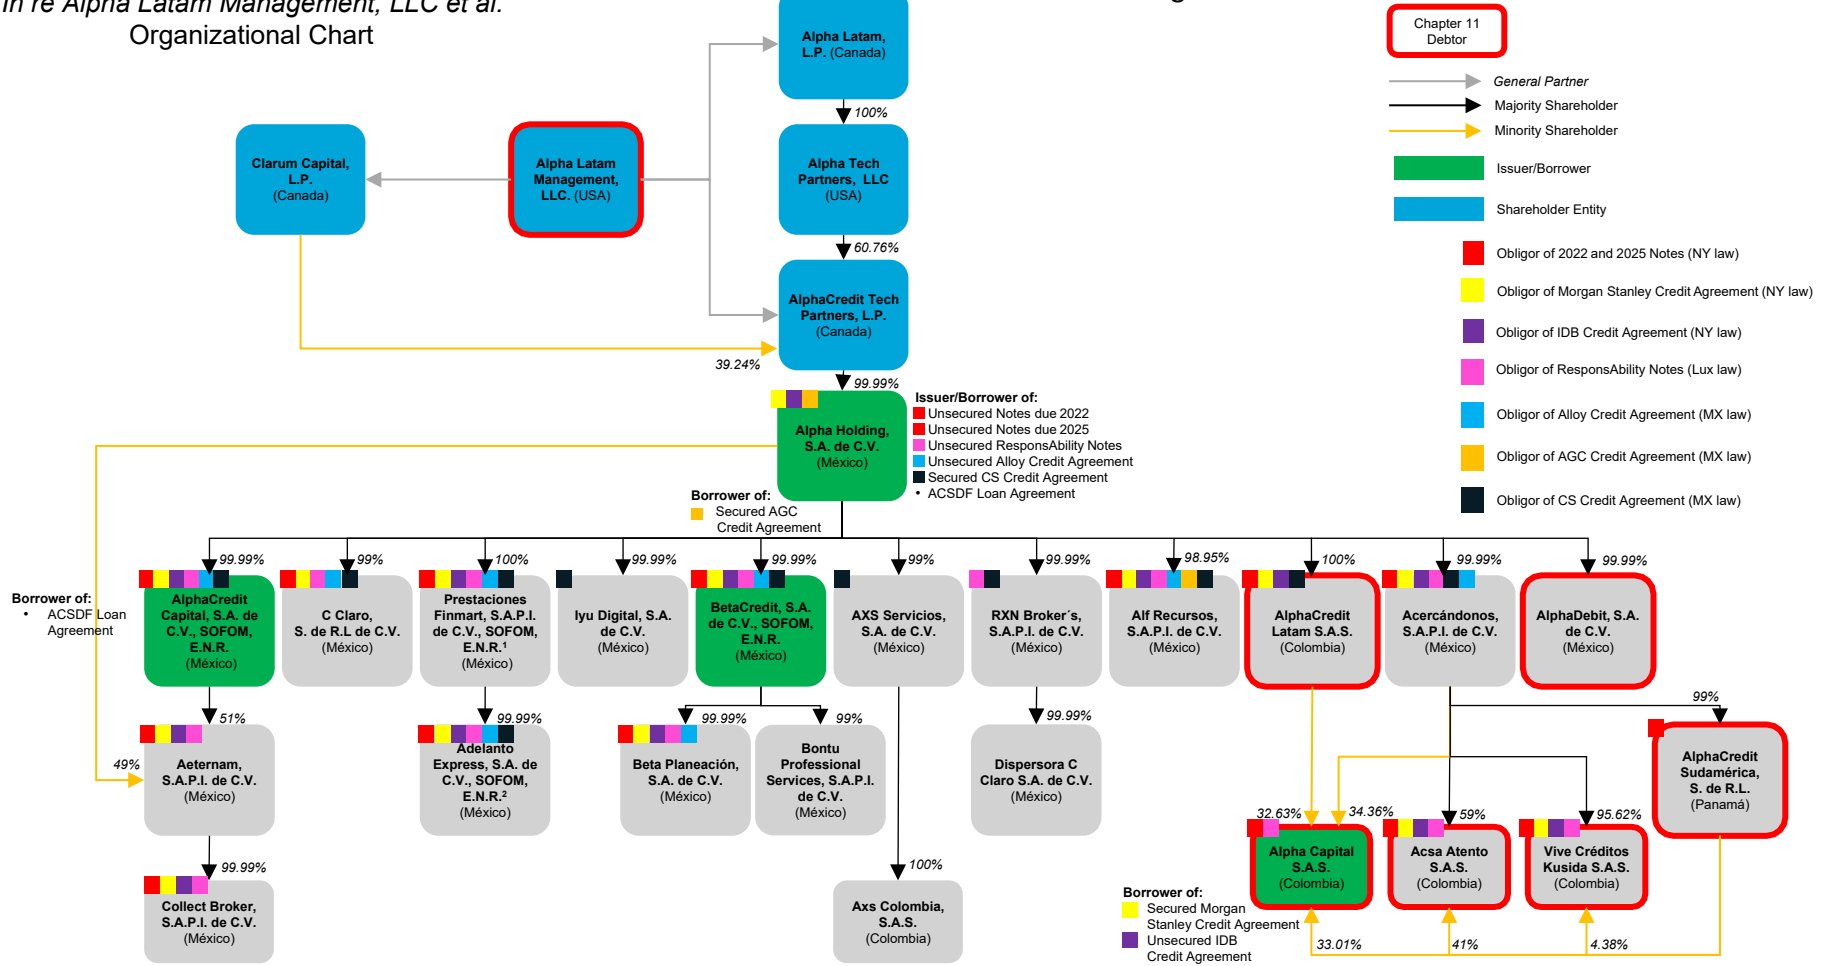 In re Alpha Latam Management, LLC et al.
Organizational Chart
Chapter 11
Debtor
General Partner
Majority Shareholder
Minority Shareholder
Issuer/Borrower
Shareholder Entity
Obligor of 2022 and 2025 Notes (NY law)
Obligor of Morgan Stanley Credit Agreement (NY law)
Obligor of IDB Credit Agreement (NY law)
Obligor of ResponsAbility Notes (Lux law)
Obligor of Alloy Credit Agreement (MX law)
Obligor of AGC Credit Agreement (MX law)
Obligor of CS Credit Agreement (MX law)
Alpha Latam,
L.P. (Canada)
100%
Clarum Capital,
L.P.
(Canada)
Alpha Latam
Management,
LLC. (USA)
Alpha Tech
Partners, LLC
(USA)
60.76%
AlphaCredit Tech
Partners, L.P.
(Canada)
39.24%
99.99%
Alpha Holding,
S.A. de C.V.
(México)
Issuer/Borrower of:
Unsecured Notes due 2022
Unsecured Notes due 2025
Unsecured ResponsAbility Notes
Unsecured Alloy Credit Agreement
Secured CS Credit Agreement
• ACSDF Loan Agreement
Borrower of:
Secured AGC
Credit Agreement
99.99%
99%
100%
99.99%
99.99%
99%
99.99%
98.95%
100%
99.99%
99.99%
Borrower of:
• ACSDF Loan
Agreement
AlphaCredit
Capital, S.A. de
C.V., SOFOM,
E.N.R.
(México)
C Claro,
S. de R.L de C.V.
(México)
Prestaciones
Finmart, S.A.P.I.
de C.V., SOFOM,
E.N.R.¹
(México)
Iyu Digital, S.A.
de C.V.
(México)
BetaCredit, S.A.
de C.V., SOFOM,
E.N.R.
(México)
AXS Servicios,
S.A. de C.V.
(México)
RXN Broker´s,
S.A.P.I. de C.V.
(México)
Alf Recursos,
S.A.P.I. de C.V.
(México)
AlphaCredit
Latam S.A.S.
(Colombia)
Acercándonos,
S.A.P.I. de C.V.
(México)
AlphaDebit, S.A.
de C.V.
(México)
51%
99.99%
99.99%
99%
99.99%
99%
49%
Aeternam,
S.A.P.I. de C.V.
(México)
Adelanto
Express, S.A. de
C.V., SOFOM,
E.N.R.²
(México)
Beta Planeación,
S.A. de C.V.
(México)
Bontu
Professional
Services, S.A.P.I.
de C.V.
(México)
Dispersora C
Claro S.A. de C.V.
(México)
AlphaCredit
Sudamérica,
S. de R.L.
(Panamá)
32.63%
34.36%
59%
95.62%
99.99%
100%
Collect Broker,
S.A.P.I. de C.V.
(México)
Axs Colombia,
S.A.S.
(Colombia)
Alpha Capital
S.A.S.
(Colombia)
Acsa Atento
S.A.S.
(Colombia)
Vive Créditos
Kusida S.A.S.
(Colombia)
Borrower of:
Secured Morgan
Stanley Credit Agreement
Unsecured IDB
Credit Agreement
33.01%
41%
4.38%